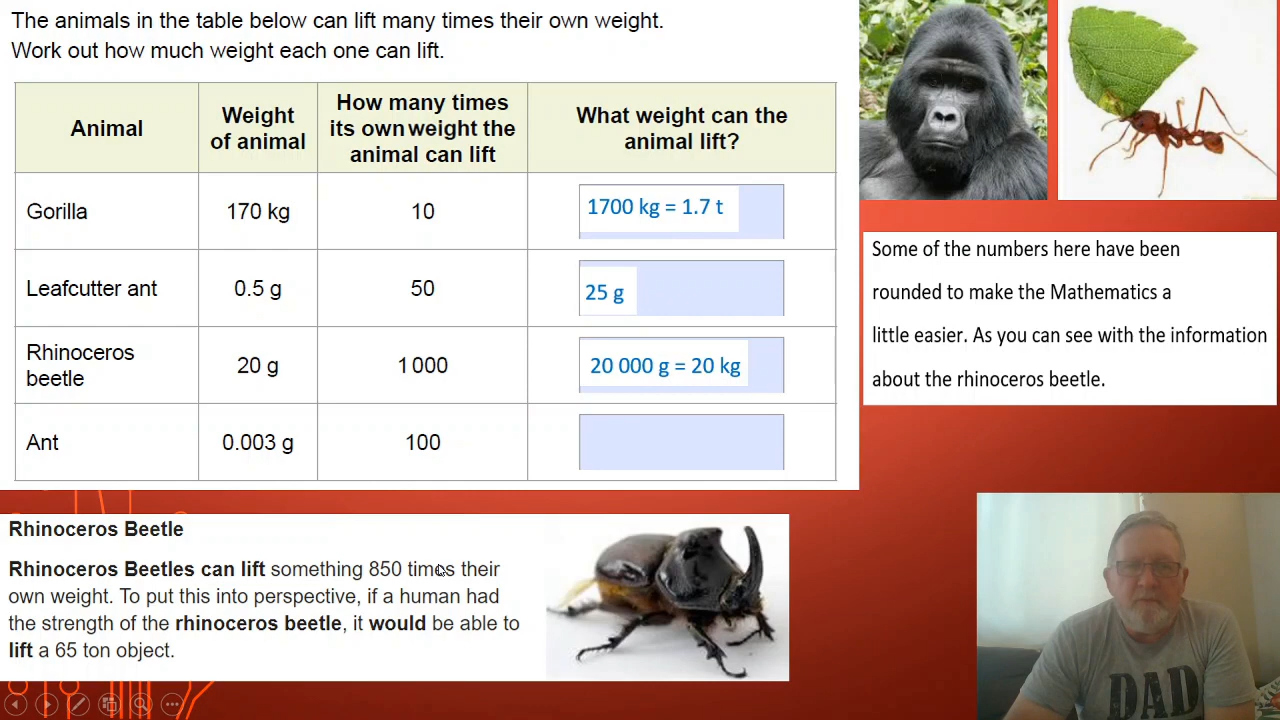 The animals in the table below can lift many times their own weight.
Work out how much weight each one can lift.
Animal
Weight
of animal
How many times
its own weight the
animal can lift
What weight can the
animal lift?
Gorilla
170 kg
10
1700 kg = 1.7 t
Leafcutter ant
0.5 g
50
25 g
Rhinoceros
beetle
20 g
1 000
20 000 g = 20 kg
Ant
0.003 g
100
Some of the numbers here have been
rounded to make the Mathematics a
little easier. As you can see with the information
about the rhinoceros beetle.
Rhinoceros Beetle
Rhinoceros Beetles can lift something 850 times their
own weight. To put this into perspective, if a human had
the strength of the rhinoceros beetle, it would be able to
lift a 65 ton object.
DAD